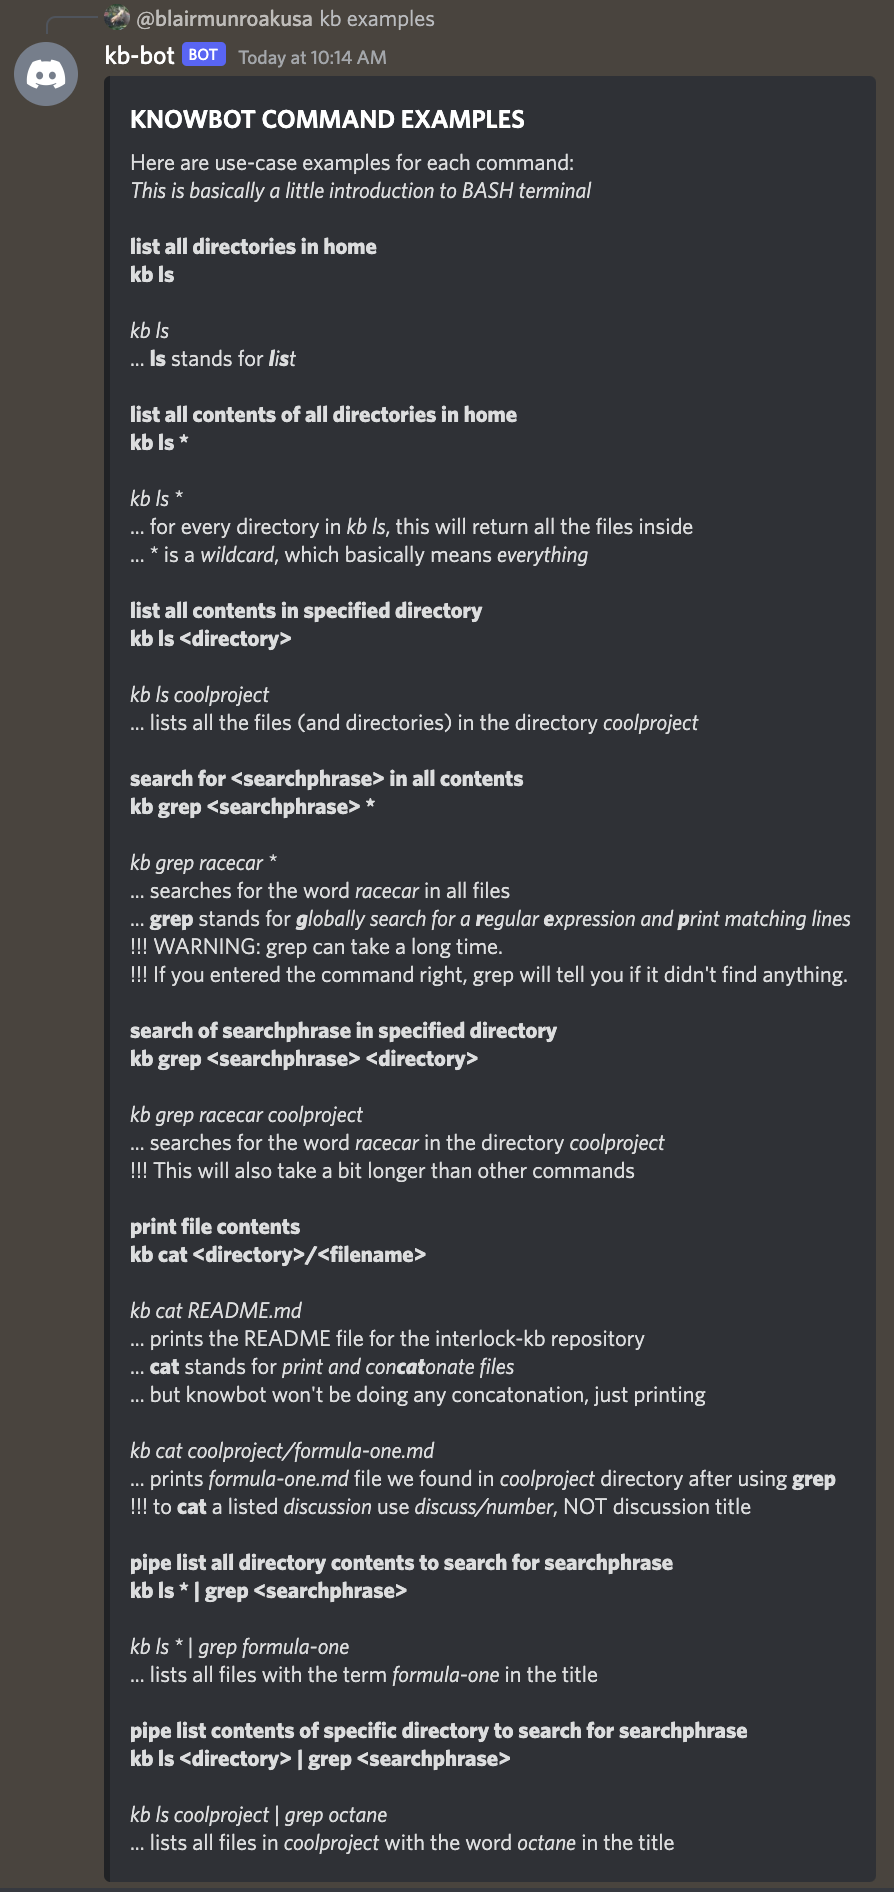 @blairmunroakusa kb examples
kb-bot BOT Today at 10:14 AM
KNOWBOT COMMAND EXAMPLES
Here are use-case examples for each command:
This is basically a little introduction to BASH terminal
list all directories in home
kb ls
kb ls
... ls stands for list
list all contents of all directories in home
kb ls *
kb ls *
... for every directory in kb ls, this will return all the files inside
... * is a wildcard, which basically means everything
list all contents in specified directory
kb ls <directory>
kb ls coolproject
... lists all the files (and directories) in the directory coolproject
search for <searchphrase> in all contents
kb grep <searchphrase> *
kb grep racecar *
... searches for the word racecar in all files
... grep stands for globally search for a regular expression and print matching lines
!!! WARNING: grep can take a long time.
!!! If you entered the command right, grep will tell you if it didn't find anything.
search of searchphrase in specified directory
kb grep <searchphrase> <directory>
kb grep racecar coolproject
... searches for the word racecar in the directory coolproject
!!! This will also take a bit longer than other commands
print file contents
kb cat <directory>/<filename>
kb cat README.md
... prints the README file for the interlock-kb repository
... cat stands for print and concatonate files
... but knowbot won't be doing any concatonation, just printing
kb cat coolproject/formula-one.md
... prints formula-one.md file we found in coolproject directory after using grep
!!! to cat a listed discussion use discuss/number, NOT discussion title
pipe list all directory contents to search for searchphrase
kb ls * | grep <searchphrase>
kb ls * | grep formula-one
... lists all files with the term formula-one in the title
pipe list contents of specific directory to search for searchphrase
kb ls <directory> | grep <searchphrase>
kb ls coolproject | grep octane
... lists all files in coolproject with the word octane in the title